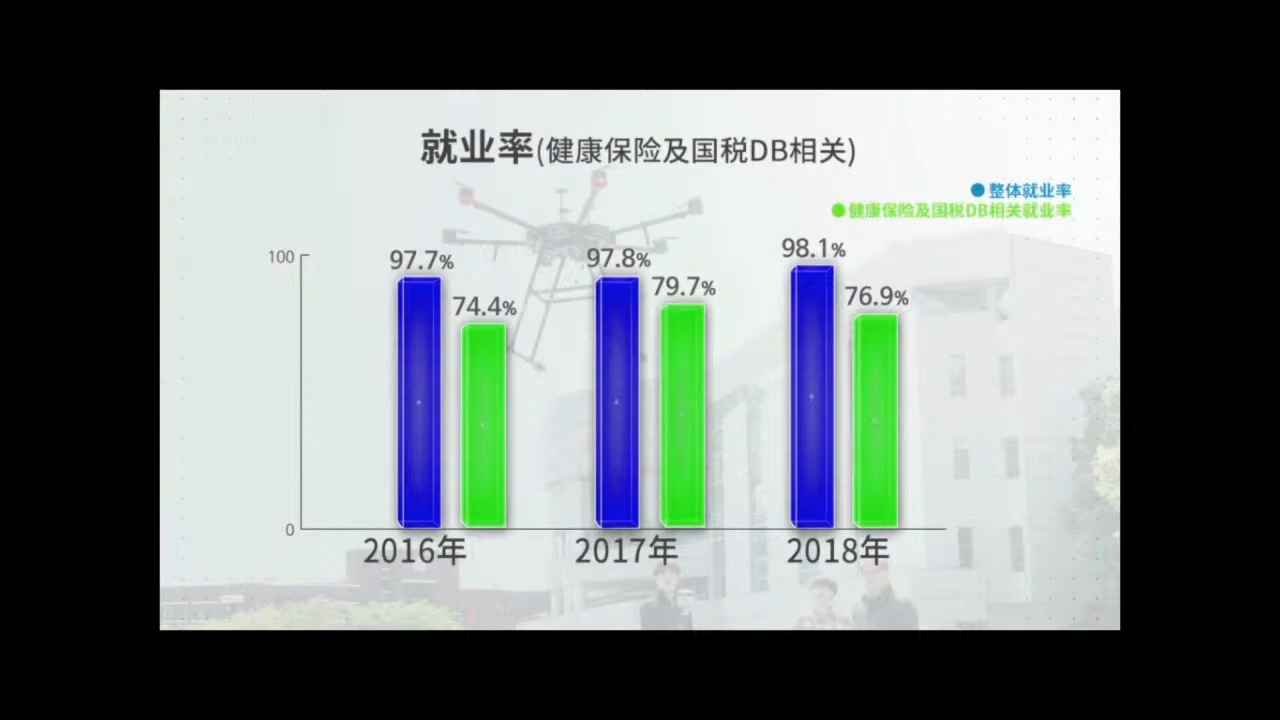 就业率(健康保险及国税DB相关)
整体就业率
健康保险及国税DB相关就业率
100
97.7%
74.4%
97.8%
79.7%
98.1%
76.9%
0
2016年
2017年
2018年